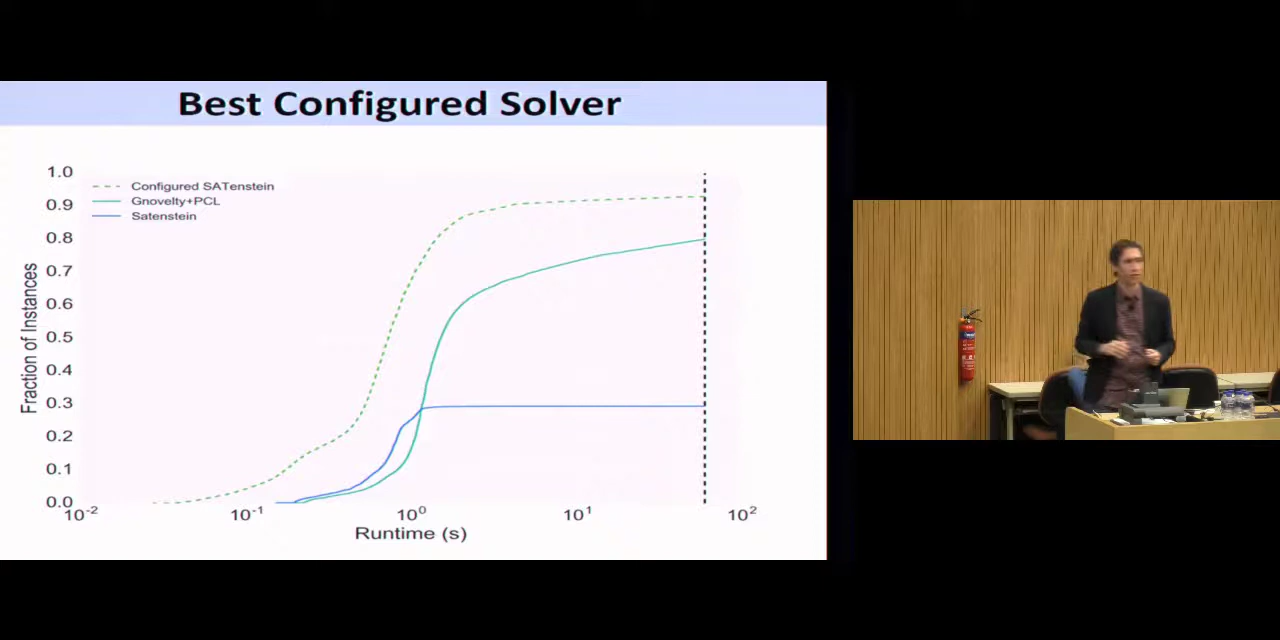 Best Configured Solver
1.0
0.9
0.8
0.7
0.6
0.5
0.4
0.3
0.2
0.1
0.0
Fraction of Instances
Configured SATenstein
Gnovelty+PCL
Satenstein
10-2
10-1
100
101
102
Runtime (s)